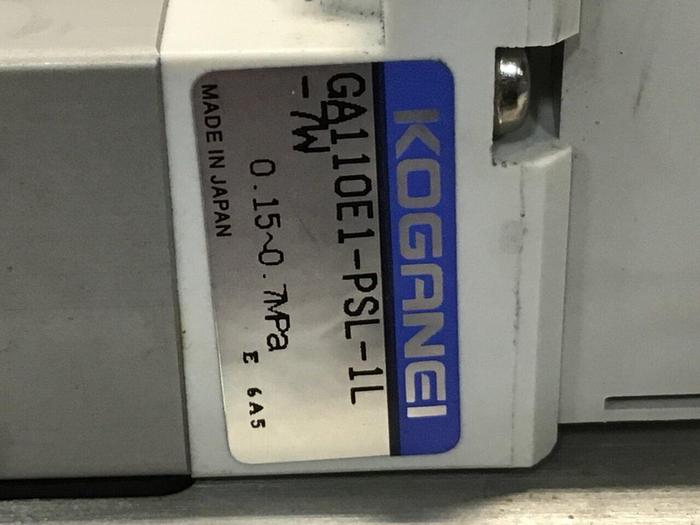 KOGANEI
GA110E1-PSL-1L
-7W
0.15~0.7MPa
E 6A5
MADE IN JAPAN